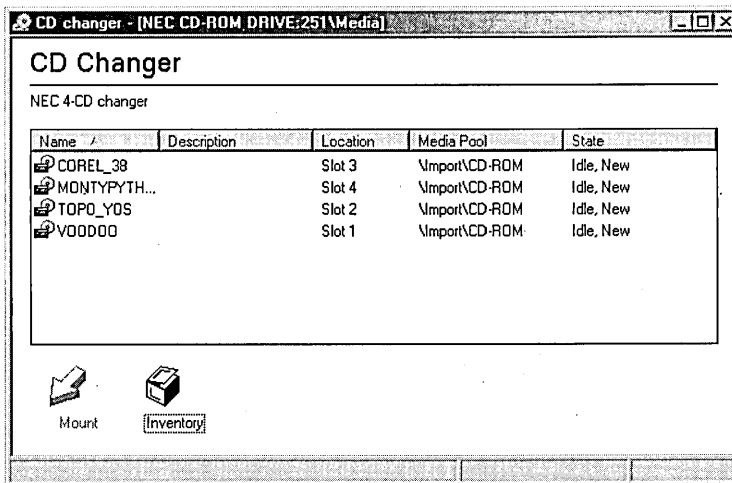 CD changer - [NEC CD-ROM DRIVE:251\Media]
CD Changer
NEC 4-CD changer
Name Description Location Media Pool State
COREL_38 Slot 3 \Import\CD-ROM Idle, New
MONTYPYTH... Slot 4 \Import\CD-ROM Idle, New
TOPO_YOS Slot 2 \Import\CD-ROM Idle, New
VOODOO Slot 1 \Import\CD-ROM Idle, New
Mount Inventory